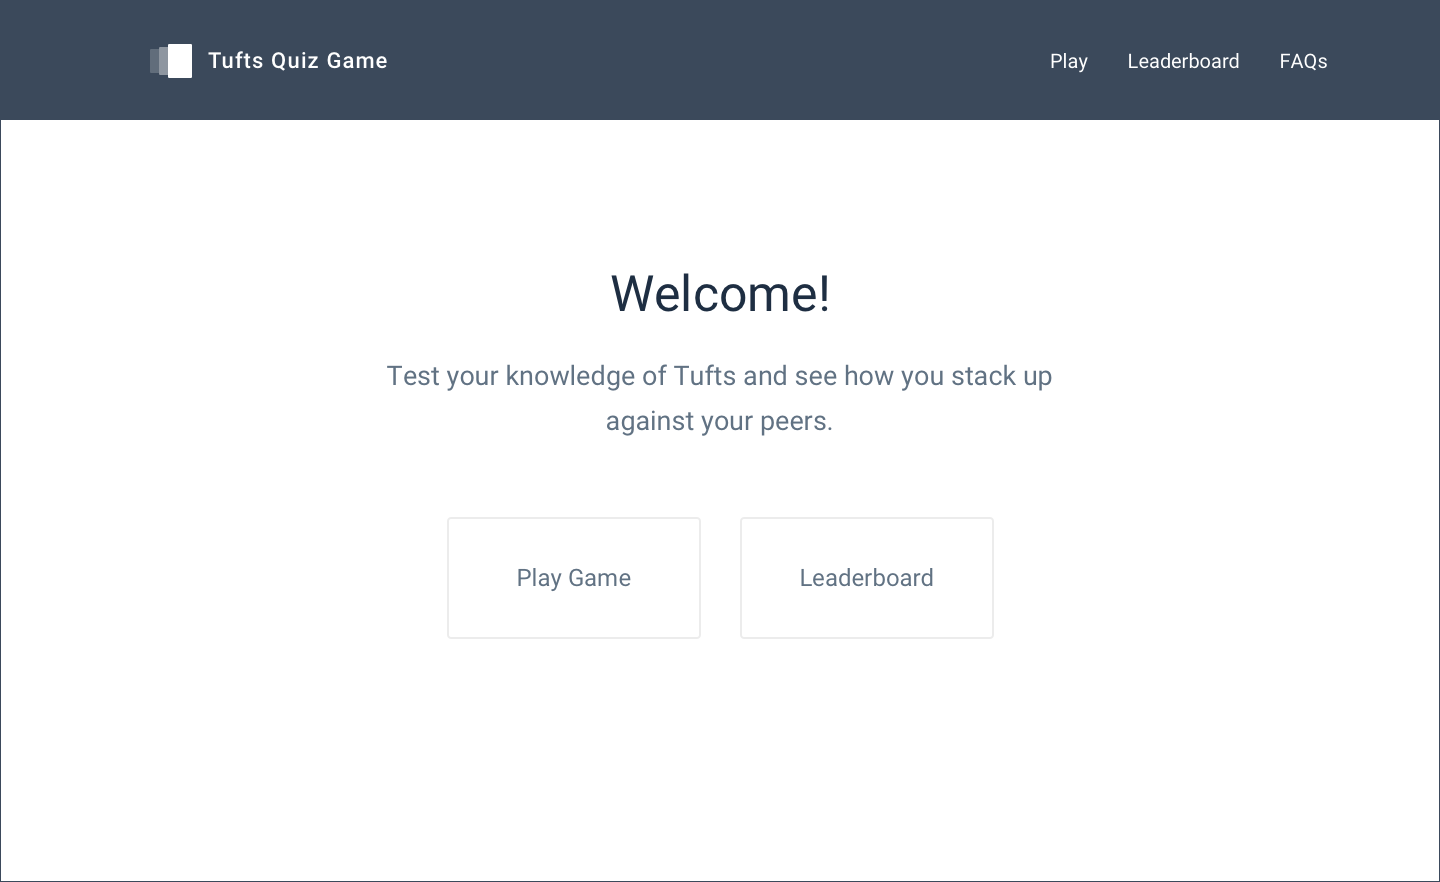 Tufts Quiz Game
Play
Leaderboard
FAQs
Welcome!
Test your knowledge of Tufts and see how you stack up
against your peers.
Play Game
Leaderboard